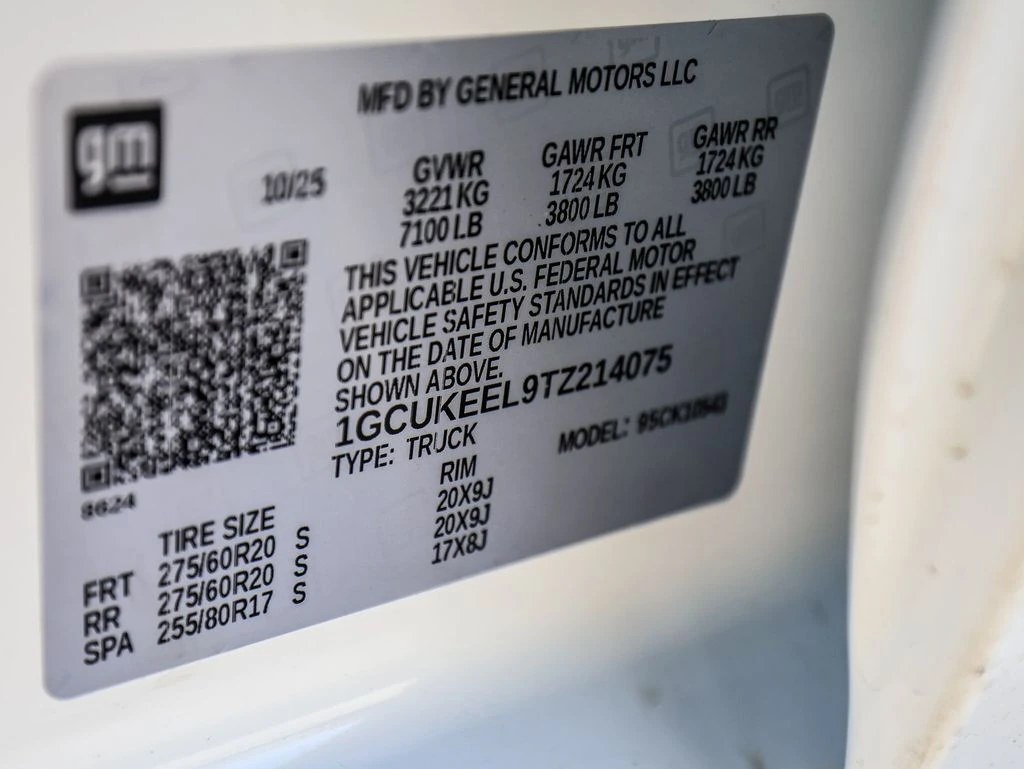 gm
MFD BY GENERAL MOTORS LLC
10/25
GVWR GAWR FRT GAWR RR
3221 KG 1724 KG 1724 KG
7100 LB 3800 LB 3800 LB
THIS VEHICLE CONFORMS TO ALL
APPLICABLE U.S. FEDERAL MOTOR
VEHICLE SAFETY STANDARDS IN EFFECT
ON THE DATE OF MANUFACTURE
SHOWN ABOVE.
1GCUKEEL9TZ214075
TYPE: TRUCK MODEL:
8624
TIRE SIZE RIM
FRT 275/60R20 S 20X9J
RR 275/60R20 S 20X9J
SPA 255/80R17 S 17X8J